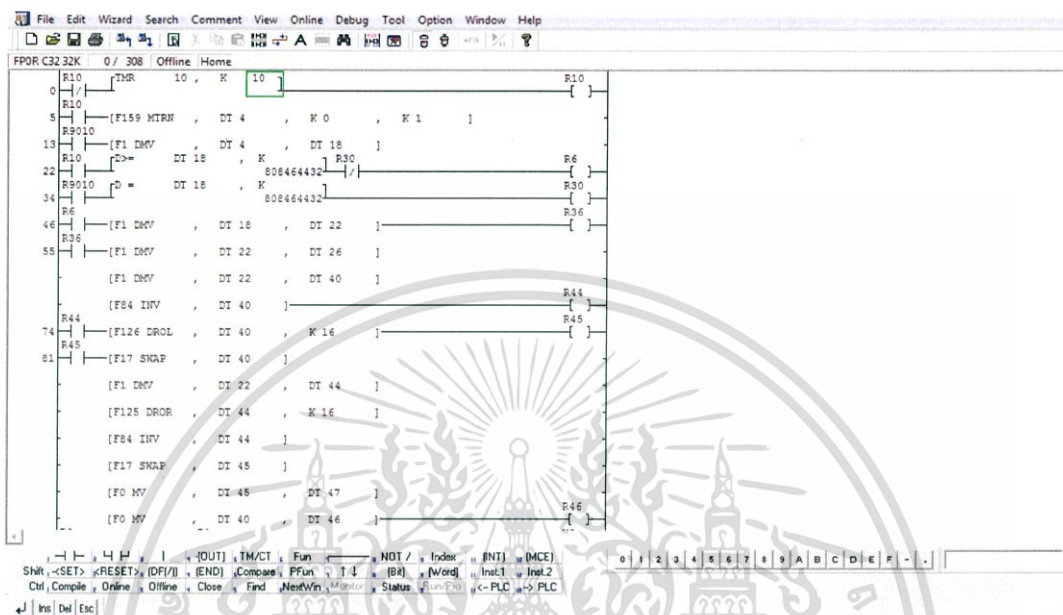 File Edit Wizard Search Comment View Online Debug Tool Option Window Help
FP0R C32 32K 0 / 308 Offline Home
R10 TMR 10 , K 10 R10
0
R10
5 [F159 MTRN , DT 4 , K 0 , K 1 ]
R9010
13 [F1 DMV , DT 4 , DT 18 ]
R10 D>= DT 18 , K R30 R6
22 808464432
R9010 D = DT 18 , K R30
34 808464432
R6 R36
46 [F1 DMV , DT 18 , DT 22 ]
R36
55 [F1 DMV , DT 22 , DT 26 ]
[F1 DMV , DT 22 , DT 40 ]
R44
[F84 INV , DT 40 ]
R44 R45
74 [F126 DROL , DT 40 , K 16 ]
R45
81 [F17 SWAP , DT 40 ]
[F1 DMV , DT 22 , DT 44 ]
[F125 DROR , DT 44 , K 16 ]
[F84 INV , DT 44 ]
[F17 SWAP , DT 45 ]
[F0 MV , DT 45 , DT 47 ]
R46
[F0 MV , DT 40 , DT 46 ]
-[OUT] TM/CT Fun NOT / Index (INT) (MCE) 0 1 2 3 4 5 6 7 8 9 A B C D E F - .
Shift <SET> <RESET> (DF(/)) (END) Compare PFun ↑ ↓ [Bit] [Word] Inst.1 Inst.2
Ctrl Compile Online Offline Close Find NextWin Monitor Status Run/Prog <- PLC -> PLC
Ins Del Esc